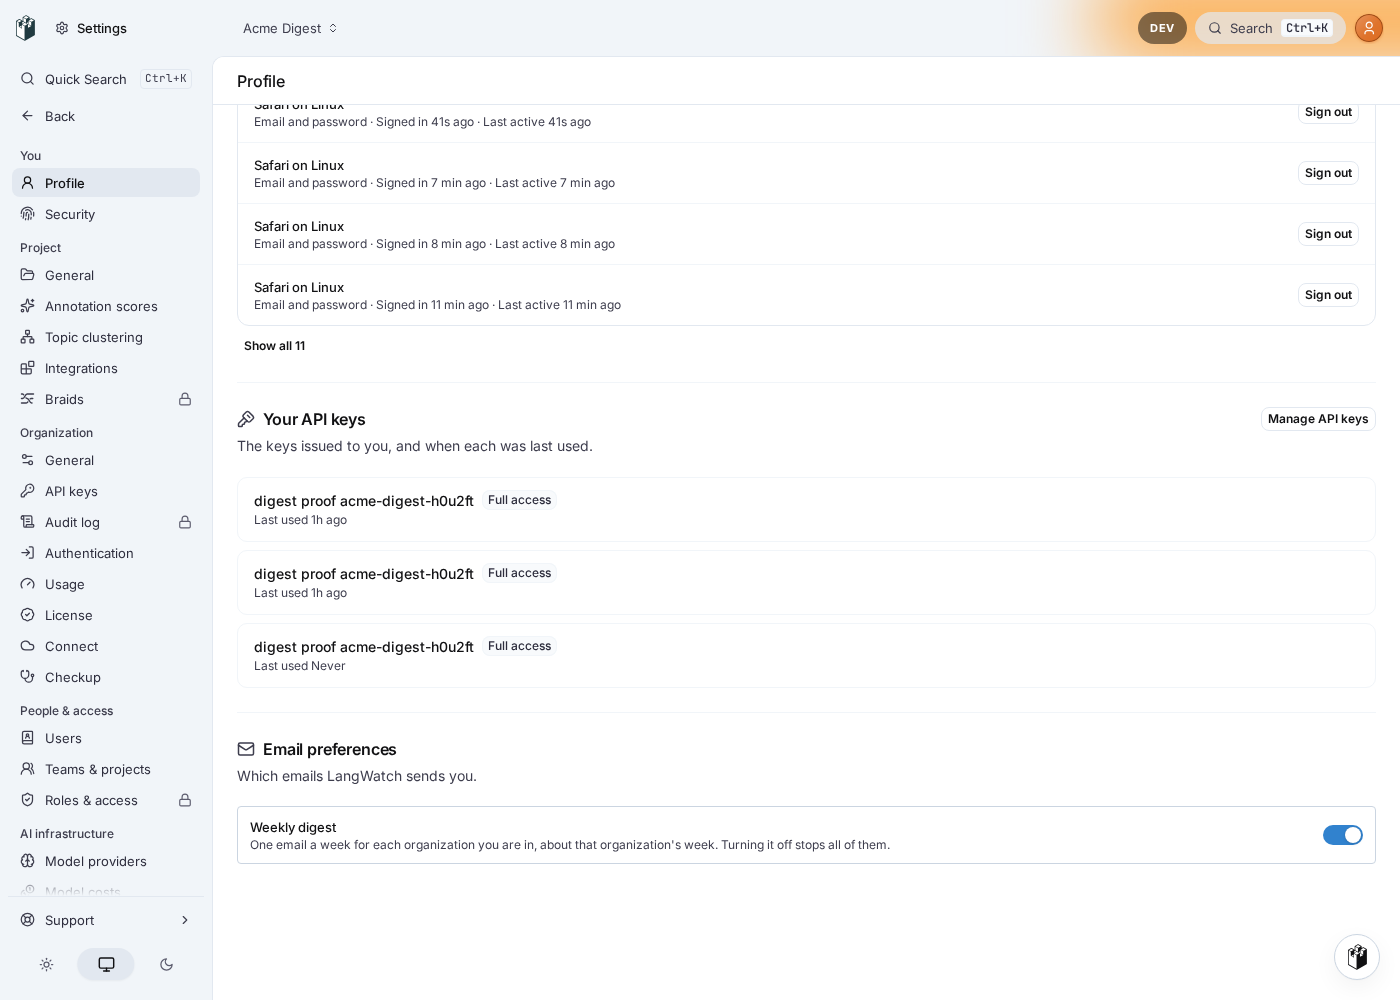 Settings
Acme Digest
DEV
Search Ctrl+K
Quick Search Ctrl+K
Back
You
Profile
Security
Project
General
Annotation scores
Topic clustering
Integrations
Braids
Organization
General
API keys
Audit log
Authentication
Usage
License
Connect
Checkup
People & access
Users
Teams & projects
Roles & access
AI infrastructure
Model providers
Model costs
Support
Profile
Safari on Linux
Email and password · Signed in 41s ago · Last active 41s ago
Sign out
Safari on Linux
Email and password · Signed in 7 min ago · Last active 7 min ago
Sign out
Safari on Linux
Email and password · Signed in 8 min ago · Last active 8 min ago
Sign out
Safari on Linux
Email and password · Signed in 11 min ago · Last active 11 min ago
Sign out
Show all 11
Your API keys
Manage API keys
The keys issued to you, and when each was last used.
digest proof acme-digest-h0u2ft Full access
Last used 1h ago
digest proof acme-digest-h0u2ft Full access
Last used 1h ago
digest proof acme-digest-h0u2ft Full access
Last used Never
Email preferences
Which emails LangWatch sends you.
Weekly digest
One email a week for each organization you are in, about that organization's week. Turning it off stops all of them.